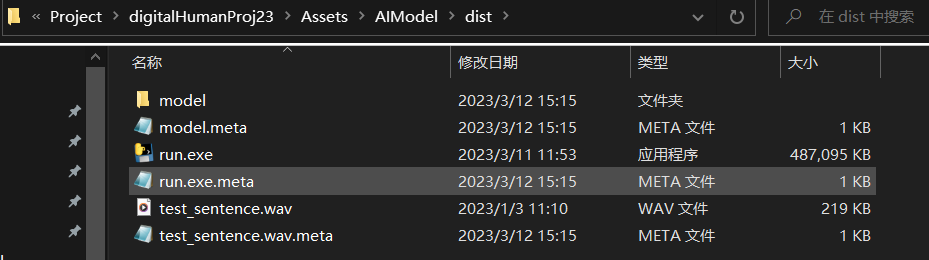 « Project › digitalHumanProj23 › Assets › AIModel › dist › 在 dist 中搜索
名称 修改日期 类型 大小
model 2023/3/12 15:15 文件夹
model.meta 2023/3/12 15:15 META 文件 1 KB
run.exe 2023/3/11 11:53 应用程序 487,095 KB
run.exe.meta 2023/3/12 15:15 META 文件 1 KB
test_sentence.wav 2023/1/3 11:10 WAV 文件 219 KB
test_sentence.wav.meta 2023/3/12 15:15 META 文件 1 KB